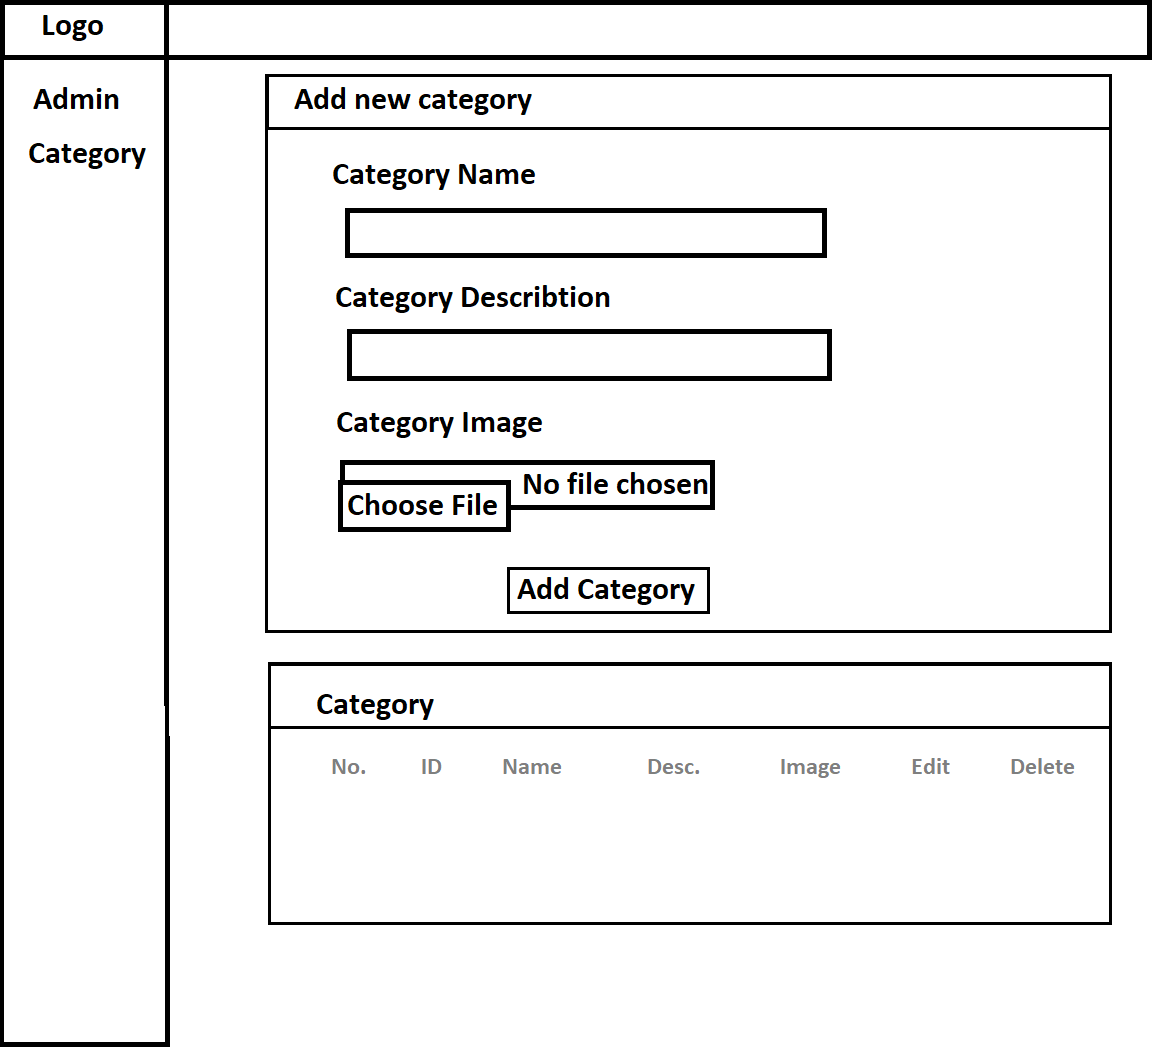 Logo
Admin
Category
Add new category
Category Name
Category Describtion
Category Image
No file chosen
Choose File
Add Category
Category
No. ID Name Desc. Image Edit Delete